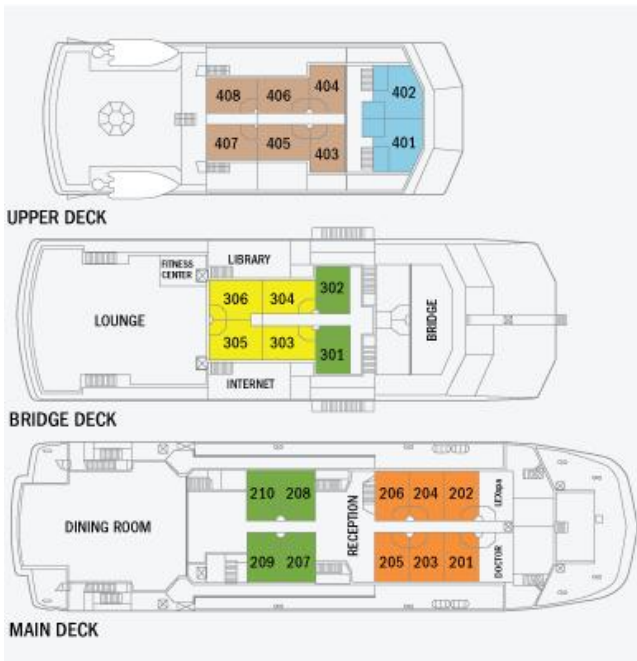 408 406 404 402
407 405 403 401
UPPER DECK
FITNESS
CENTER
LIBRARY
306 304 302
LOUNGE
BRIDGE
305 303 301
INTERNET
BRIDGE DECK
210 208 206 204 202 LEXspa
DINING ROOM
RECEPTION
209 207 205 203 201 DOCTOR
MAIN DECK